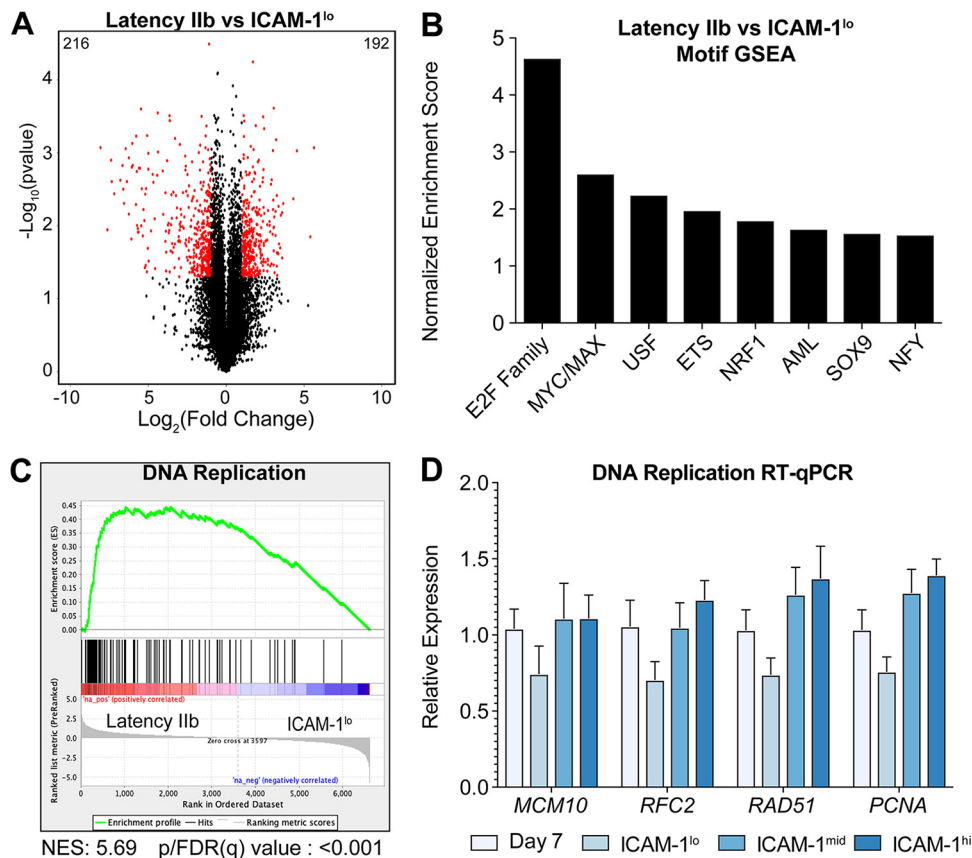 A
Latency IIb vs ICAM-1lo
216
192
-Log10(pvalue)
4
3
2
1
0
-10
-5
0
5
10
Log2(Fold Change)
B
Latency IIb vs ICAM-1lo
Motif GSEA
Normalized Enrichment Score
5
4
3
2
1
0
E2F Family
MYC/MAX
USF
ETS
NRF1
AML
SOX9
NFY
C
DNA Replication
Enrichment score (ES)
0.45
0.40
0.35
0.30
0.25
0.20
0.15
0.10
0.05
0.00
'na_pos' (positively correlated)
Ranked list metric (PreRanked)
5.0
2.5
0.0
-2.5
-5.0
Latency IIb
ICAM-1lo
Zero cross at 3597
'na_neg' (negatively correlated)
0
1,000
2,000
3,000
4,000
5,000
6,000
Rank in Ordered Dataset
Enrichment profile
Hits
Ranking metric scores
NES: 5.69 p/FDR(q) value : <0.001
D
DNA Replication RT-qPCR
Relative Expression
2.0
1.5
1.0
0.5
0.0
MCM10
RFC2
RAD51
PCNA
Day 7
ICAM-1lo
ICAM-1mid
ICAM-1hi